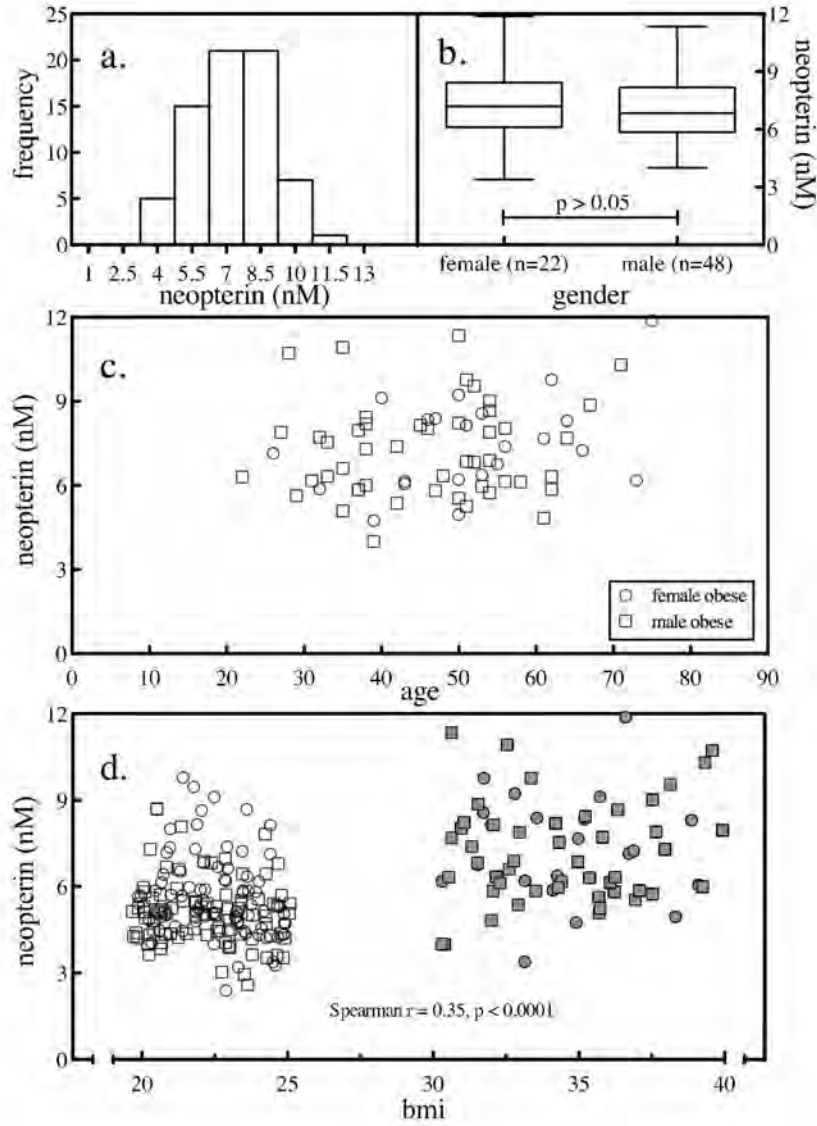 25
20
15
10
5
0
frequency
a.
1 2.5 4 5.5 7 8.5 10 11.5 13
neopterin (nM)
b.
12
9
6
3
0
neopterin (nM)
p > 0.05
female (n=22) male (n=48)
gender
c.
12
9
6
3
0
neopterin (nM)
female obese
male obese
0 10 20 30 40 50 60 70 80 90
age
d.
12
9
6
3
0
neopterin (nM)
Spearman r = 0.35, p < 0.0001
20 25 30 35 40
bmi